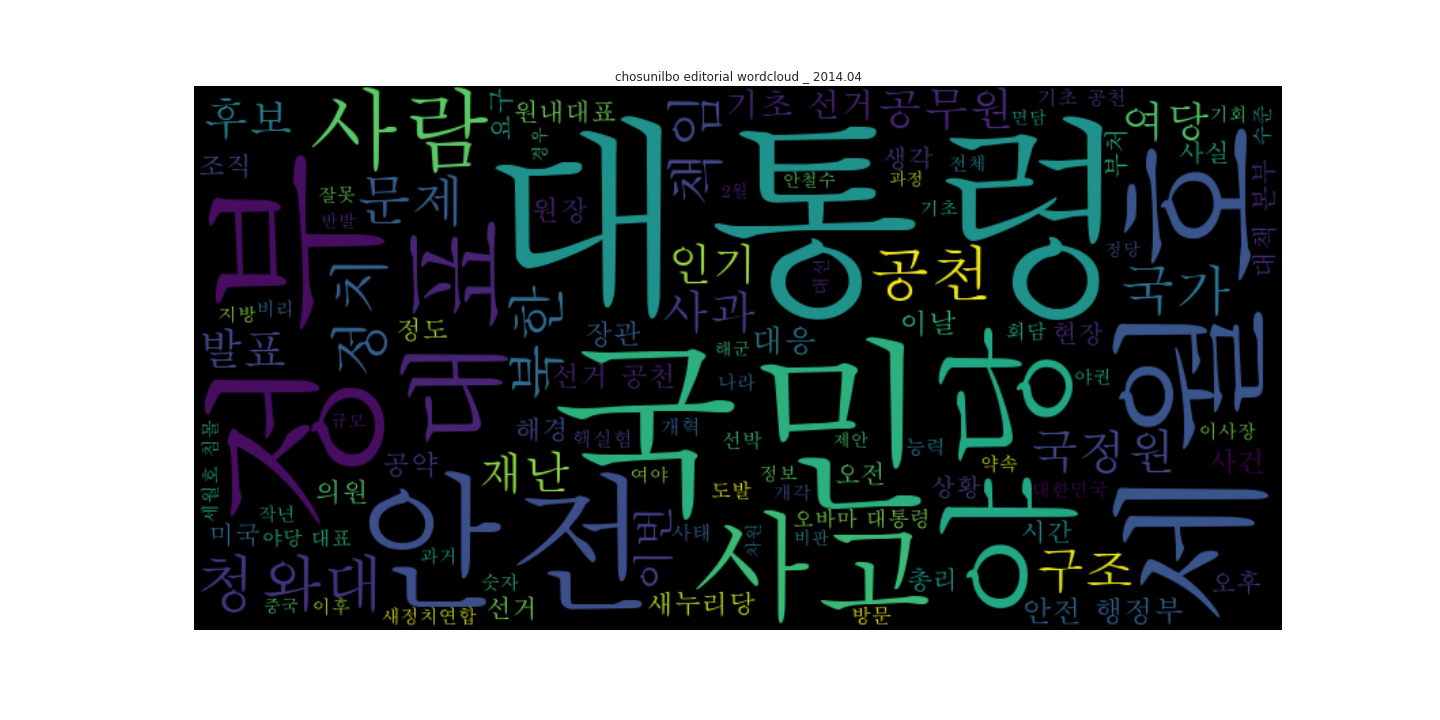 chosunilbo editorial wordcloud _ 2014.04
후보
사람
요구
원내대표
경우
책임
기초 선거
공무원
기초 공천
면담
여당
기회
수준
조직
잘못
반발
문제
대통령
원장
2월
안철수
생각
과정
전체
기초
부처
사실
세월호
대책 본부
정부
정치
대표
북한
인기
사과
대선
공천
정당
국가
지방
비리
발표
정도
장관
해군
대응
이날
회담
현장
선거 공천
나라
국민
야당
야권
규모
해경
핵실험
개혁
선박
제안
능력
국정원
이사장
사건
세월호 침몰
공약
의원
재난
여야
도발
정보
개각
오전
상황
약속
대한민국
작년
미국
야당 대표
안전
과거
이번
사태
차원
사고
오바마 대통령
비판
시간
구조
오후
청와대
중국
이후
숫자
선거
새정치연합
새누리당
방문
총리
안전 행정부